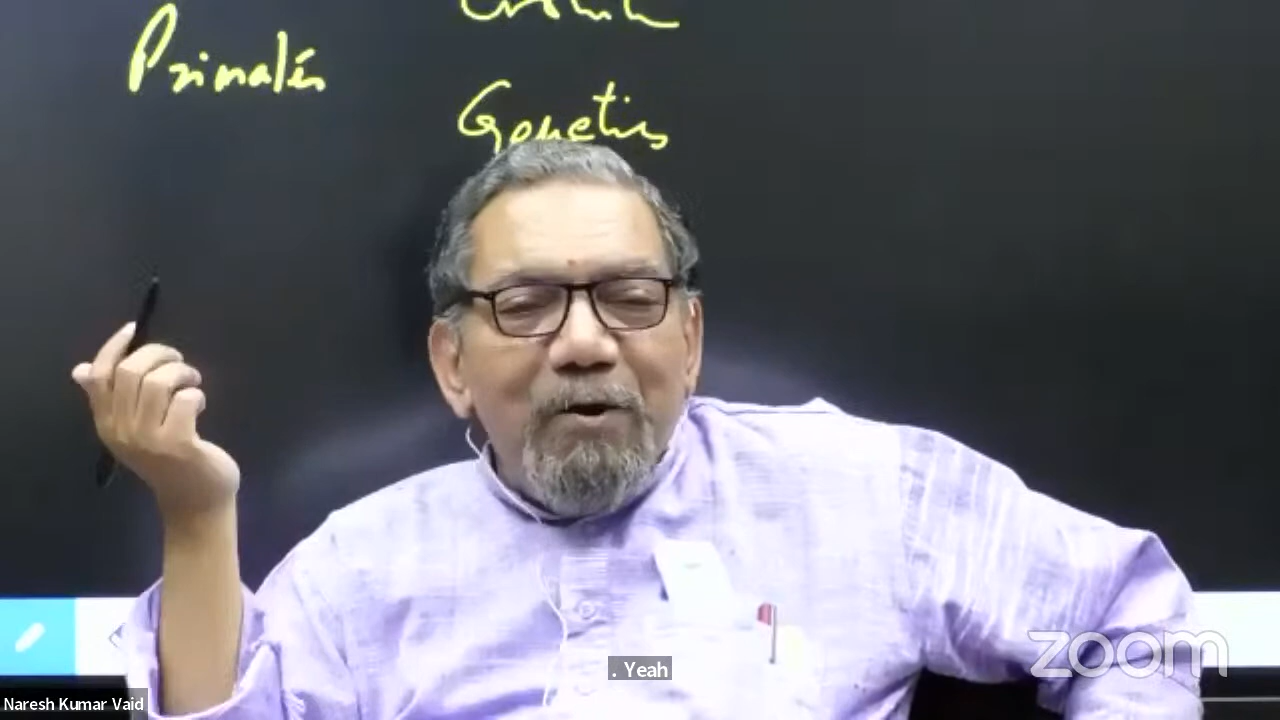 Primates
Genetics
. Yeah
zoom
Naresh Kumar Vaid